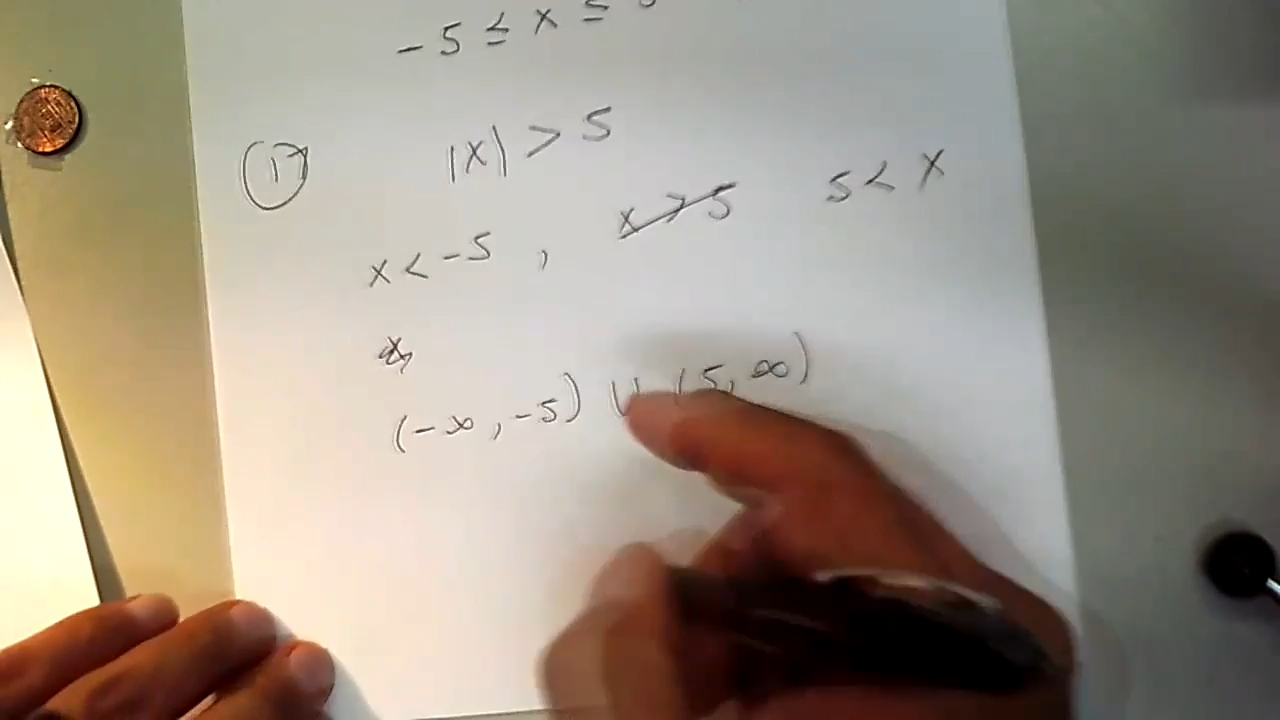 -5 ≤ x ≤
17 |x| > 5
x < -5 , x > 5 5 < x
(-∞, -5) ∪ (5, ∞)